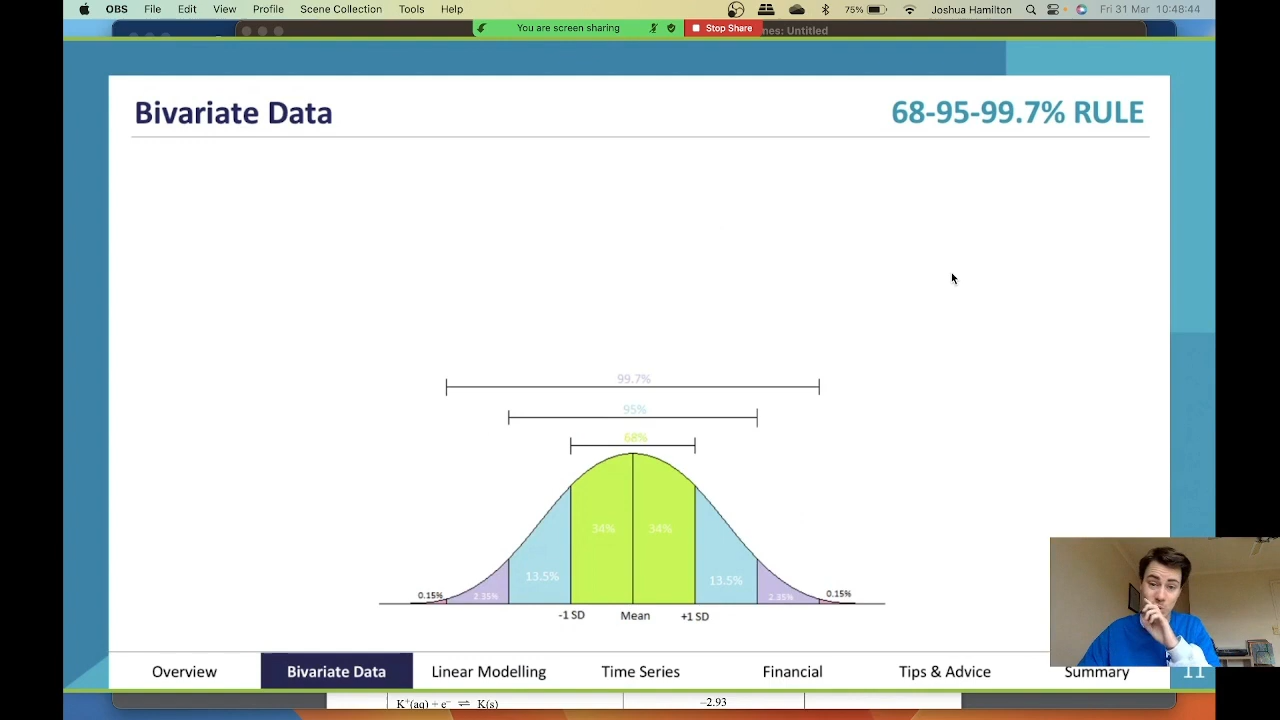 OBS File Edit View Profile Scene Collection Tools Help 75% Joshua Hamilton Fri 31 Mar 10:48:44
You are screen sharing Stop Share nes: Untitled
Bivariate Data 68-95-99.7% RULE
99.7%
95%
68%
34% 34%
13.5% 13.5%
0.15% 2.35% 2.35% 0.15%
-1 SD Mean +1 SD
Overview Bivariate Data Linear Modelling Time Series Financial Tips & Advice Summary 11
K⁺(aq) + e⁻ ⇌ K(s) −2.93